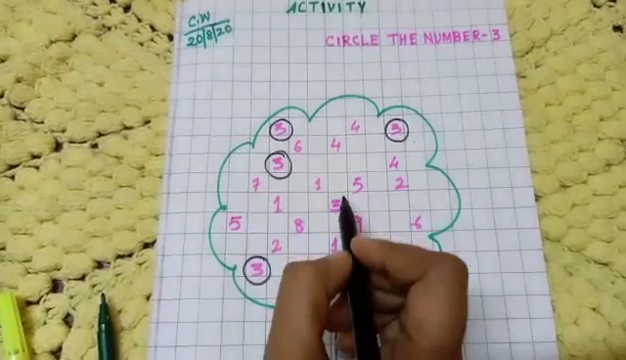 ACTIVITY
C.W
20/8/20
CIRCLE THE NUMBER-3
3 4 3
6 4
3 4
7 1 5 2
1 3
5 8 6
2 1
3